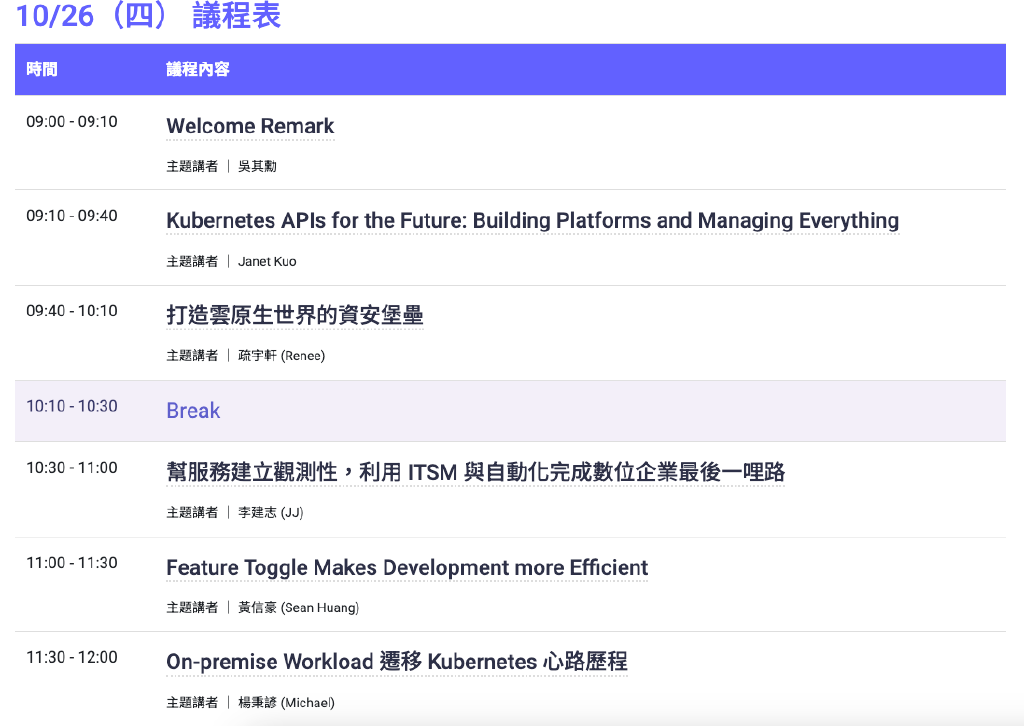 10/26（四） 議程表
時間 議程內容
09:00 - 09:10 Welcome Remark
主題講者 | 吳其勳
09:10 - 09:40 Kubernetes APIs for the Future: Building Platforms and Managing Everything
主題講者 | Janet Kuo
09:40 - 10:10 打造雲原生世界的資安堡壘
主題講者 | 疏宇軒 (Renee)
10:10 - 10:30 Break
10:30 - 11:00 幫服務建立觀測性，利用 ITSM 與自動化完成數位企業最後一哩路
主題講者 | 李建志 (JJ)
11:00 - 11:30 Feature Toggle Makes Development more Efficient
主題講者 | 黃信豪 (Sean Huang)
11:30 - 12:00 On-premise Workload 遷移 Kubernetes 心路歷程
主題講者 | 楊秉諺 (Michael)